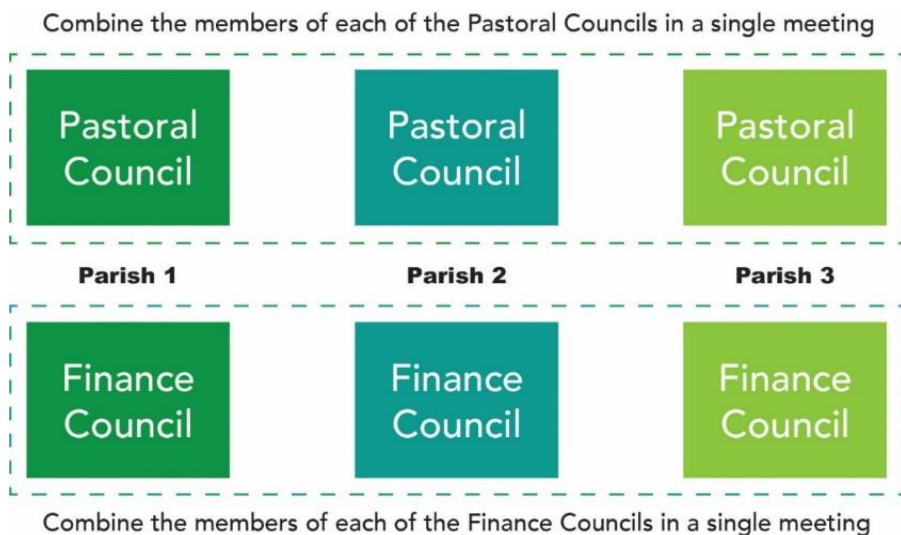 Combine the members of each of the Pastoral Councils in a single meeting
Pastoral
Council
Pastoral
Council
Pastoral
Council
Parish 1
Parish 2
Parish 3
Finance
Council
Finance
Council
Finance
Council
Combine the members of each of the Finance Councils in a single meeting